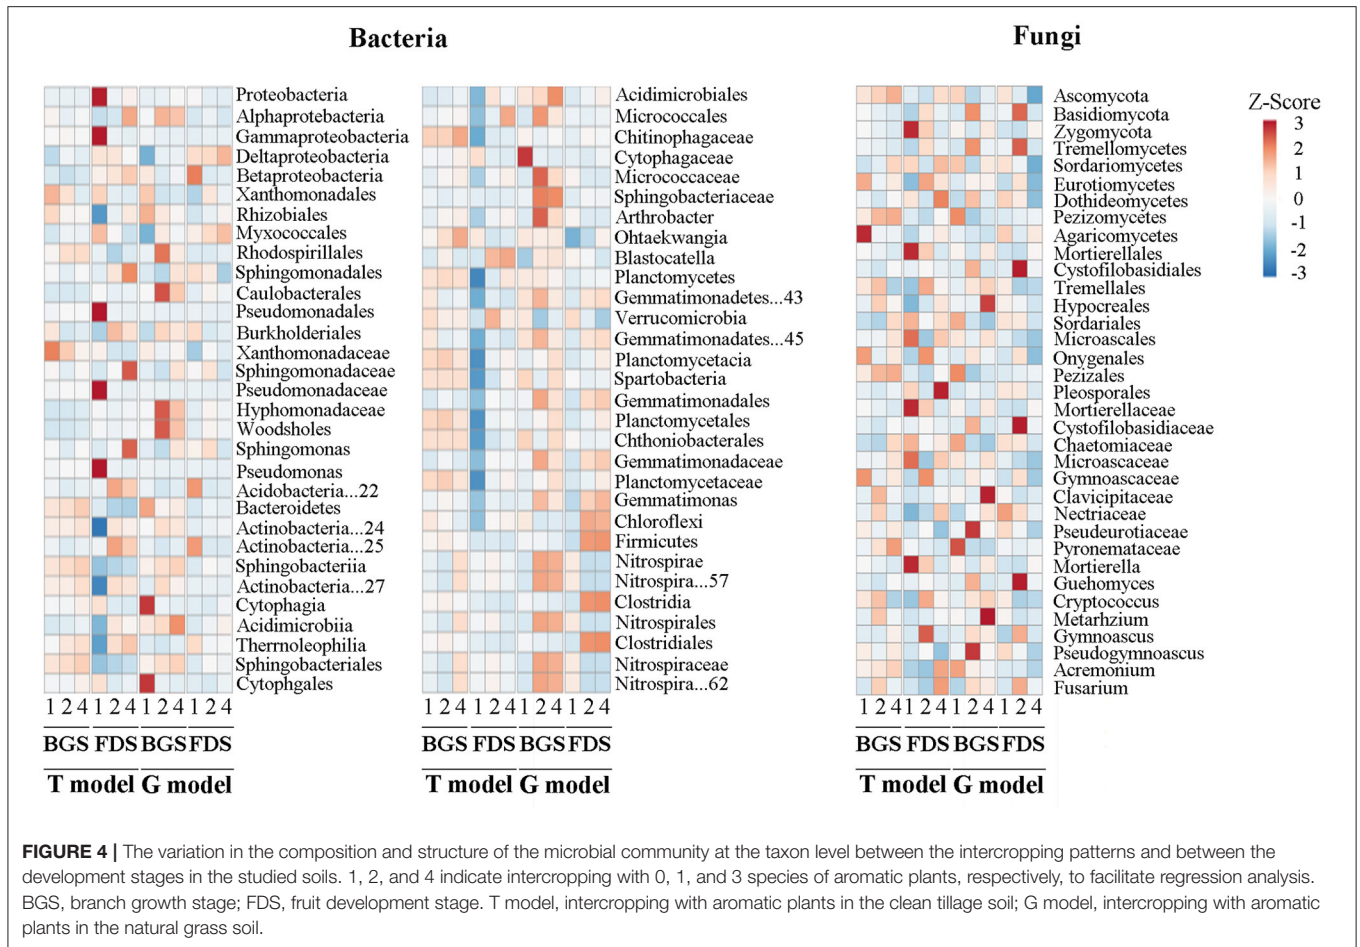 Bacteria
Fungi
Proteobacteria
Alphaprotebacteria
Gammaproteobacteria
Deltaproteobacteria
Betaproteobacteria
Xanthomonadales
Rhizobiales
Myxococcales
Rhodospirillales
Sphingomonadales
Caulobacterales
Pseudomonadales
Burkholderiales
Xanthomonadaceae
Sphingomonadaceae
Pseudomonadaceae
Hyphomonadaceae
Woodsholes
Sphingomonas
Pseudomonas
Acidobacteria...22
Bacteroidetes
Actinobacteria...24
Actinobacteria...25
Sphingobacteriia
Actinobacteria...27
Cytophagia
Acidimicrobiia
Therrnoleophilia
Sphingobacteriales
Cytophgales
1 2 4 1 2 4 1 2 4 1 2 4
BGS FDS BGS FDS
T model G model
Acidimicrobiales
Micrococcales
Chitinophagaceae
Cytophagaceae
Micrococcaceae
Sphingobacteriaceae
Arthrobacter
Ohtaekwangia
Blastocatella
Planctomycetes
Gemmatimonadetes...43
Verrucomicrobia
Gemmatimonadates...45
Planctomycetacia
Spartobacteria
Gemmatimonadales
Planctomycetales
Chthoniobacterales
Gemmatimonadaceae
Planctomycetaceae
Gemmatimonas
Chloroflexi
Firmicutes
Nitrospirae
Nitrospira...57
Clostridia
Nitrospirales
Clostridiales
Nitrospiraceae
Nitrospira...62
1 2 4 1 2 4 1 2 4 1 2 4
BGS FDS BGS FDS
T model G model
Ascomycota
Basidiomycota
Zygomycota
Tremellomycetes
Sordariomycetes
Eurotiomycetes
Dothideomycetes
Pezizomycetes
Agaricomycetes
Mortierellales
Cystofilobasidiales
Tremellales
Hypocreales
Sordariales
Microascales
Onygenales
Pezizales
Pleosporales
Mortierellaceae
Cystofilobasidiaceae
Chaetomiaceae
Microascaceae
Gymnoascaceae
Clavicipitaceae
Nectriaceae
Pseudeurotiaceae
Pyronemataceae
Mortierella
Guehomyces
Cryptococcus
Metarhzium
Gymnoascus
Pseudogymnoascus
Acremonium
Fusarium
1 2 4 1 2 4 1 2 4 1 2 4
BGS FDS BGS FDS
T model G model
Z-Score
3
2
1
0
-1
-2
-3
FIGURE 4 | The variation in the composition and structure of the microbial community at the taxon level between the intercropping patterns and between the
development stages in the studied soils. 1, 2, and 4 indicate intercropping with 0, 1, and 3 species of aromatic plants, respectively, to facilitate regression analysis.
BGS, branch growth stage; FDS, fruit development stage. T model, intercropping with aromatic plants in the clean tillage soil; G model, intercropping with aromatic
plants in the natural grass soil.